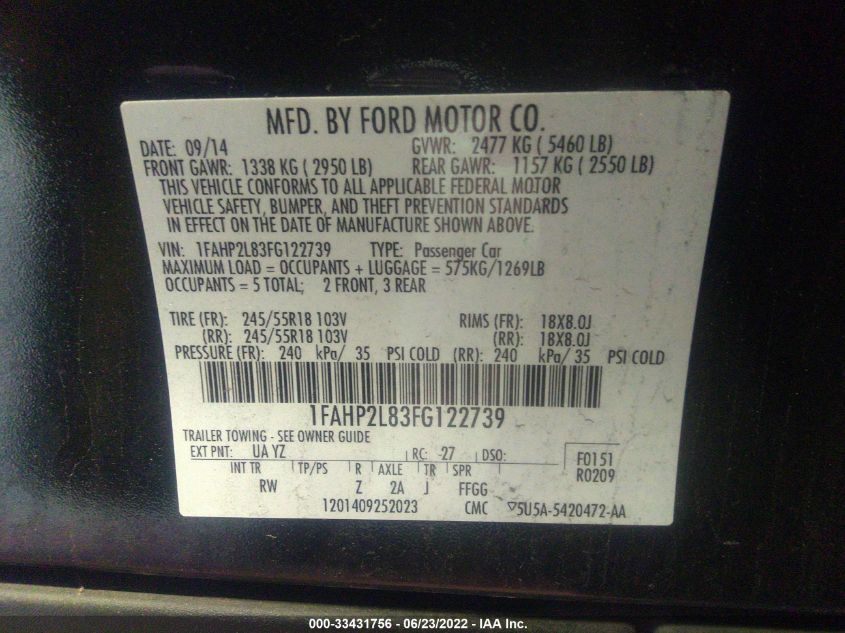 MFD. BY FORD MOTOR CO.
DATE: 09/14 GVWR: 2477 KG ( 5460 LB)
FRONT GAWR: 1338 KG ( 2950 LB) REAR GAWR: 1157 KG ( 2550 LB)
THIS VEHICLE CONFORMS TO ALL APPLICABLE FEDERAL MOTOR
VEHICLE SAFETY, BUMPER, AND THEFT PREVENTION STANDARDS
IN EFFECT ON THE DATE OF MANUFACTURE SHOWN ABOVE.
VIN: 1FAHP2L83FG122739 TYPE: Passenger Car
MAXIMUM LOAD = OCCUPANTS + LUGGAGE = 575KG/1269LB
OCCUPANTS = 5 TOTAL; 2 FRONT, 3 REAR
TIRE (FR): 245/55R18 103V RIMS (FR): 18X8.0J
(RR): 245/55R18 103V (RR): 18X8.0J
PRESSURE (FR): 240 kPa/ 35 PSI COLD (RR): 240 kPa/ 35 PSI COLD
1FAHP2L83FG122739
TRAILER TOWING - SEE OWNER GUIDE
EXT PNT: UA YZ RC: 27 DSO: F0151
INT TR TP/PS R AXLE TR SPR R0209
RW Z 2A J FFGG
1201409252023 CMC ▽5U5A-5420472-AA
000-33431756 - 06/23/2022 - IAA Inc.